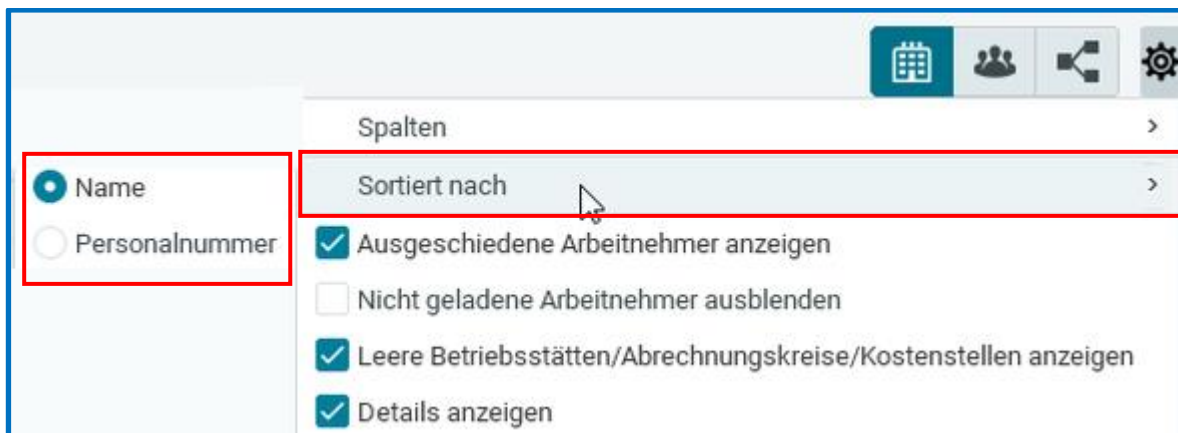 Spalten
Name
Sortiert nach
Personalnummer
Ausgeschiedene Arbeitnehmer anzeigen
Nicht geladene Arbeitnehmer ausblenden
Leere Betriebsstätten/Abrechnungskreise/Kostenstellen anzeigen
Details anzeigen